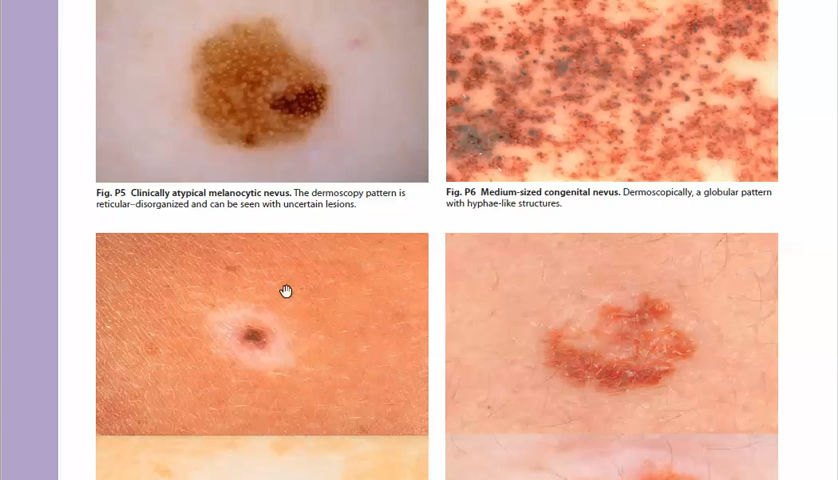 Fig. P5 Clinically atypical melanocytic nevus. The dermoscopy pattern is
reticular–disorganized and can be seen with uncertain lesions.
Fig. P6 Medium-sized congenital nevus. Dermoscopically, a globular pattern
with hyphae-like structures.